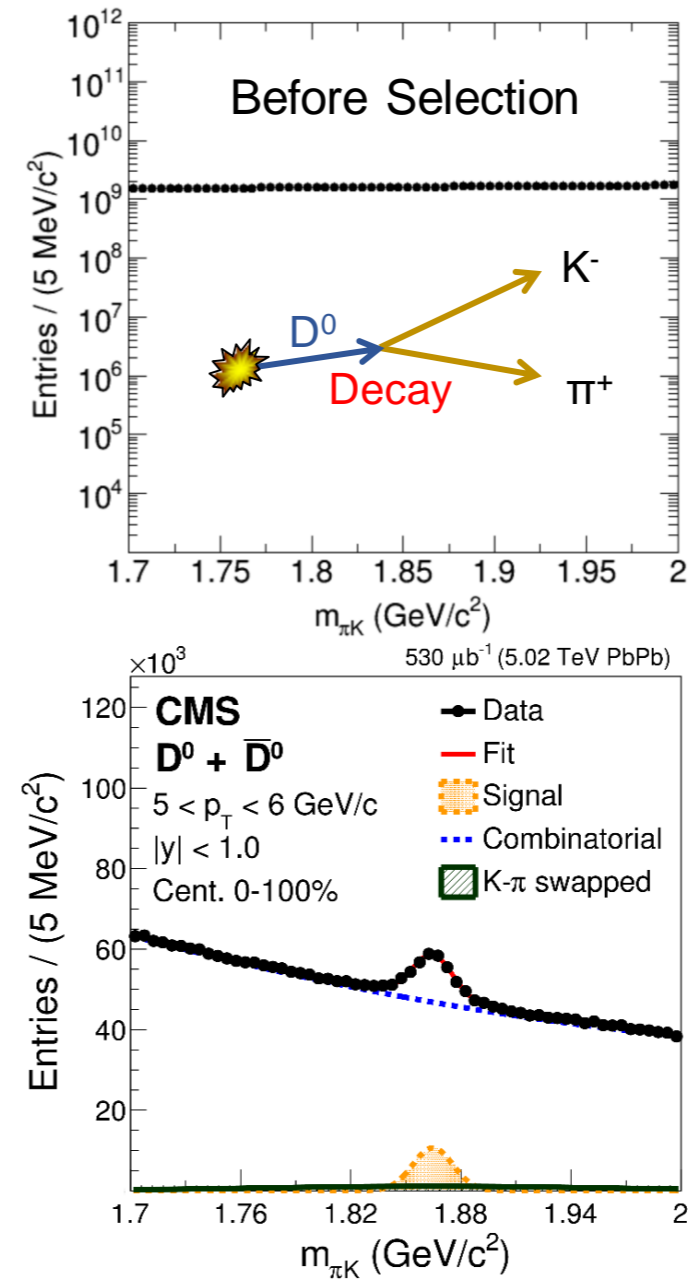 10¹²
10¹¹
10¹⁰
10⁹
10⁸
10⁷
10⁶
10⁵
10⁴
Entries / (5 MeV/c²)
Before Selection
K⁻
D⁰
Decay
π⁺
1.7 1.75 1.8 1.85 1.9 1.95 2
m_πK (GeV/c²)
×10³
530 μb⁻¹ (5.02 TeV PbPb)
120
100
80
60
40
20
Entries / (5 MeV/c²)
CMS
D⁰ + D̅⁰
5 < p_T < 6 GeV/c
|y| < 1.0
Cent. 0-100%
Data
Fit
Signal
Combinatorial
K-π swapped
1.7 1.76 1.82 1.88 1.94 2
m_πK (GeV/c²)